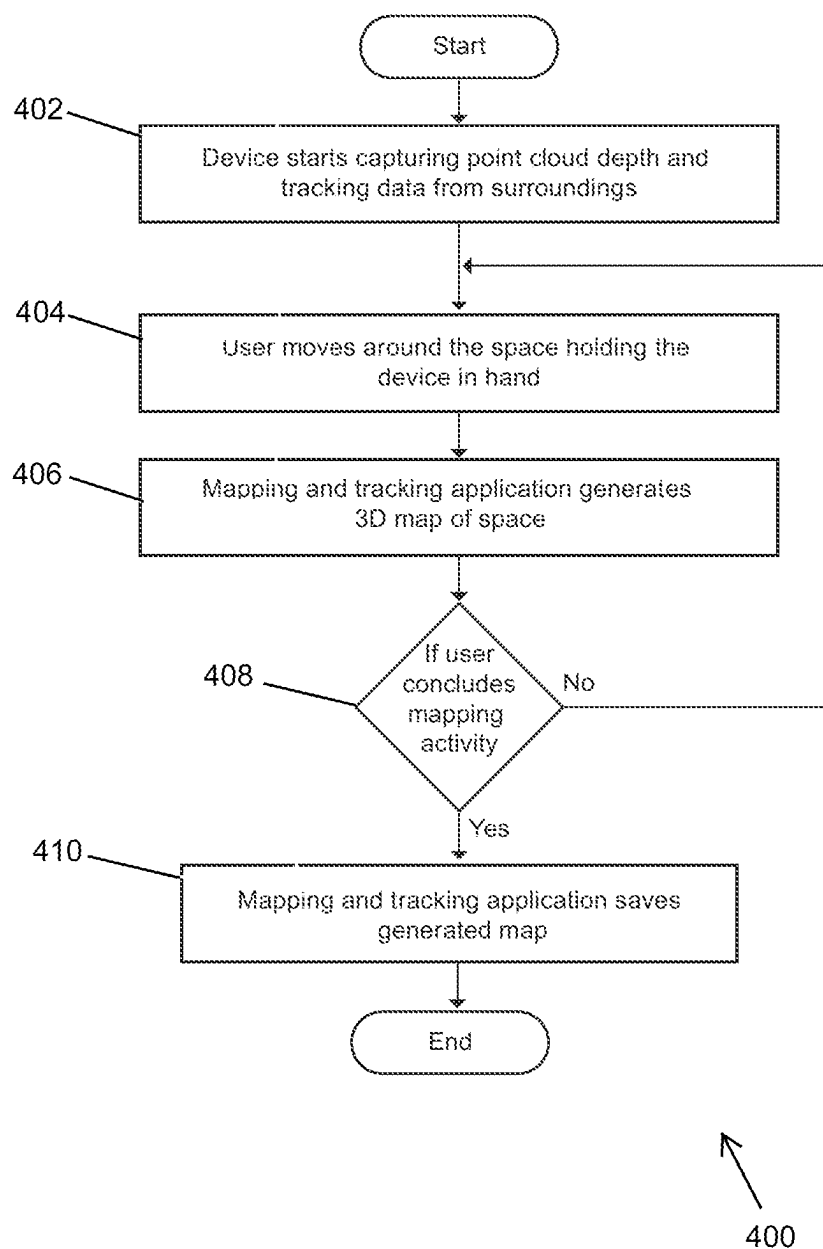 Start
402
Device starts capturing point cloud depth and
tracking data from surroundings
404
User moves around the space holding the
device in hand
406
Mapping and tracking application generates
3D map of space
408
If user
concludes
mapping
activity
No
Yes
410
Mapping and tracking application saves
generated map
End
400